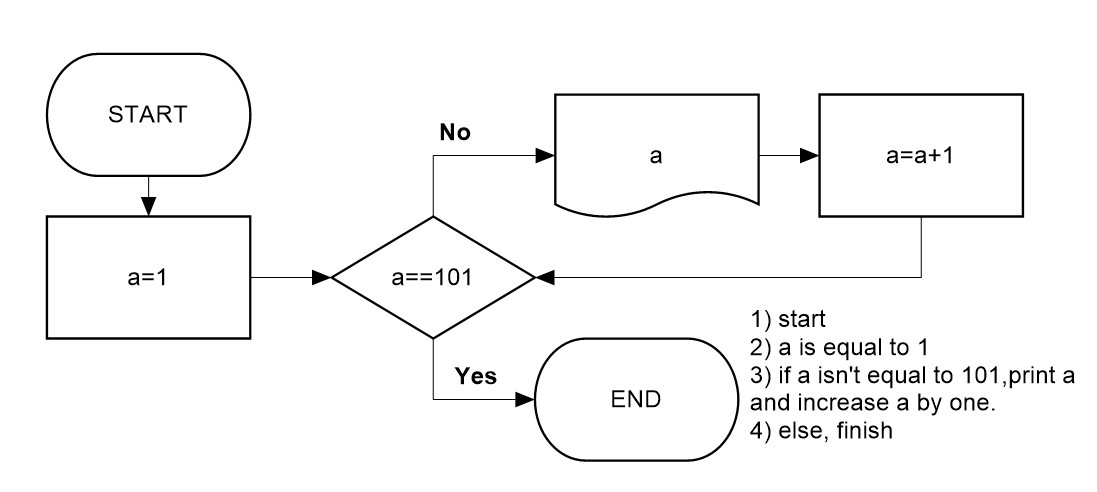 START
a=1
a==101
No
a
a=a+1
Yes
END
1) start
2) a is equal to 1
3) if a isn't equal to 101,print a
and increase a by one.
4) else, finish